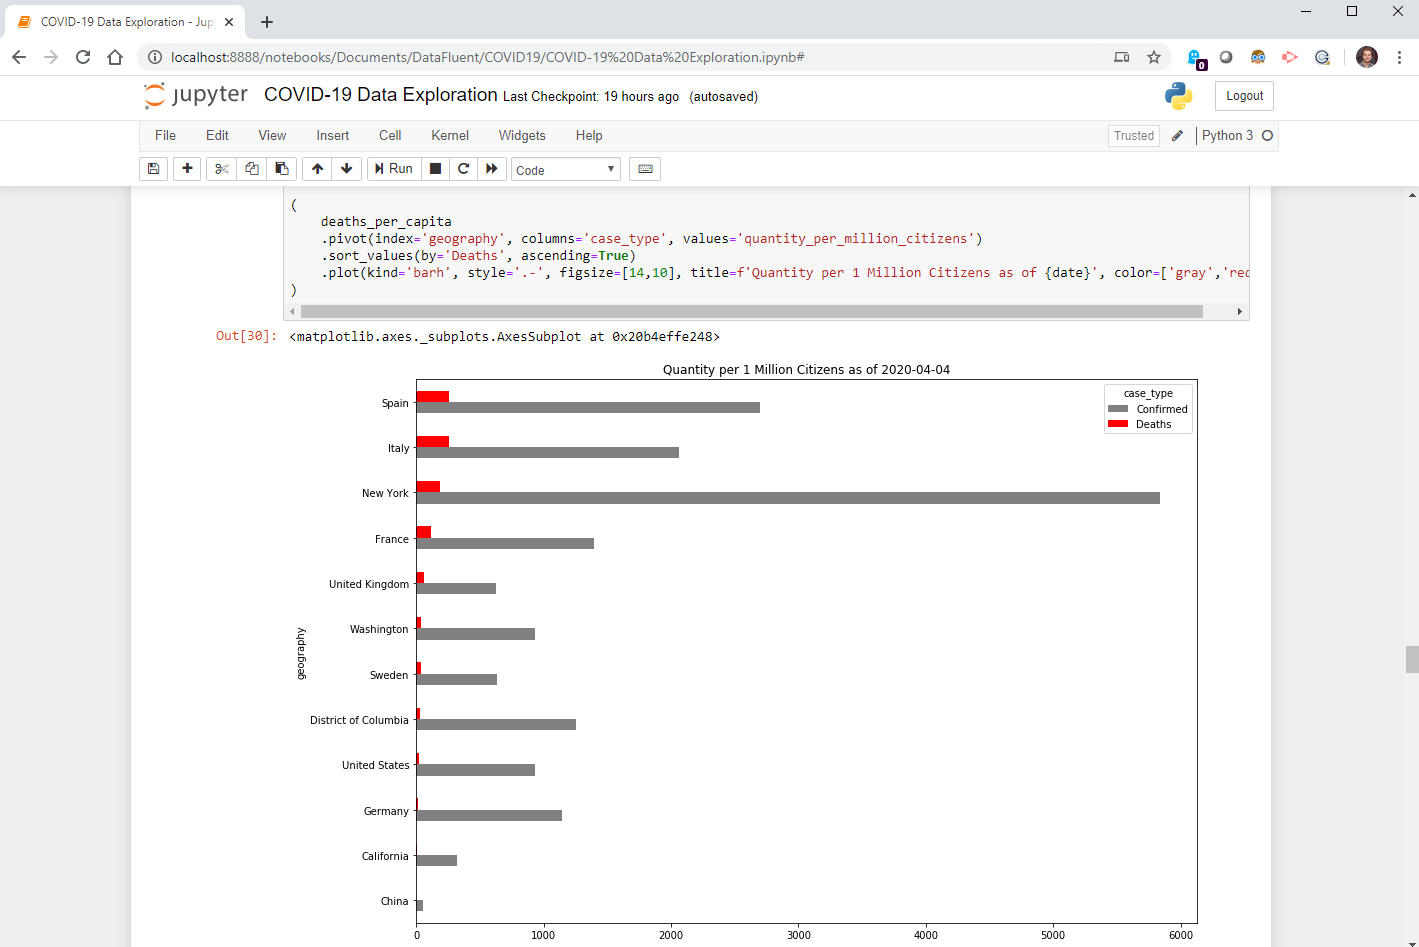 COVID-19 Data Exploration - Jup
localhost:8888/notebooks/Documents/DataFluent/COVID19/COVID-19%20Data%20Exploration.ipynb#
0
jupyter COVID-19 Data Exploration Last Checkpoint: 19 hours ago (autosaved)
Logout
File Edit View Insert Cell Kernel Widgets Help
Trusted Python 3
Run Code
(
deaths_per_capita
.pivot(index='geography', columns='case_type', values='quantity_per_million_citizens')
.sort_values(by='Deaths', ascending=True)
.plot(kind='barh', style='.-', figsize=[14,10], title=f'Quantity per 1 Million Citizens as of {date}', color=['gray','red
)
Out[30]: <matplotlib.axes._subplots.AxesSubplot at 0x20b4effe248>
Quantity per 1 Million Citizens as of 2020-04-04
case_type
Confirmed
Deaths
geography
Spain
Italy
New York
France
United Kingdom
Washington
Sweden
District of Columbia
United States
Germany
California
China
0 1000 2000 3000 4000 5000 6000